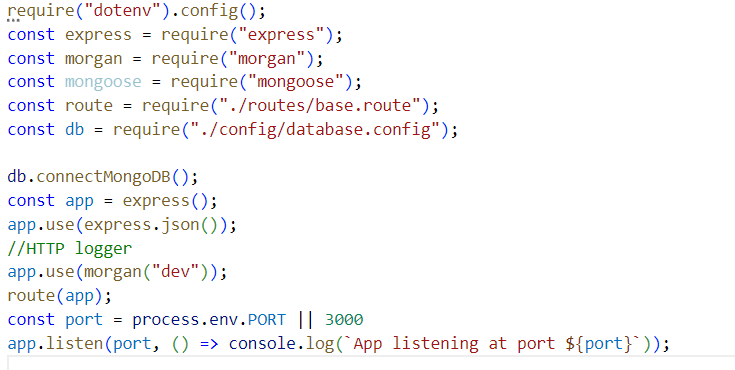 require("dotenv").config();
const express = require("express");
const morgan = require("morgan");
const mongoose = require("mongoose");
const route = require("./routes/base.route");
const db = require("./config/database.config");

db.connectMongoDB();
const app = express();
app.use(express.json());
//HTTP logger
app.use(morgan("dev"));
route(app);
const port = process.env.PORT || 3000
app.listen(port, () => console.log(`App listening at port ${port}`));